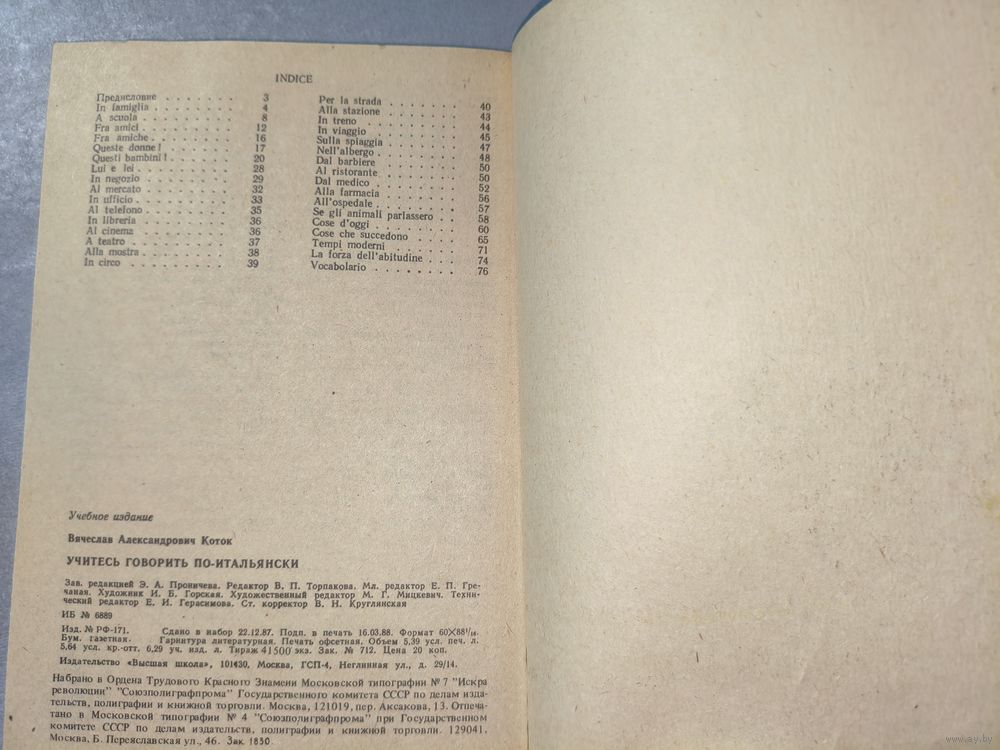 INDICE
Предисловие . . . . . . . 3
In famiglia . . . . . . . 4
A scuola . . . . . . . 8
Fra amici . . . . . . . 12
Fra amiche . . . . . . . 16
Queste donne! . . . . . . 17
Questi bambini! . . . . . . 20
Lui e lei . . . . . . . 28
In negozio . . . . . . . 29
Al mercato . . . . . . . 32
In ufficio . . . . . . . 33
Al telefono . . . . . . . 35
In libreria . . . . . . . 36
Al cinema . . . . . . . 36
A teatro . . . . . . . 37
Alla mostra . . . . . . . 38
In circo . . . . . . . 39
Per la strada . . . . . . 40
Alla stazione . . . . . . 43
In treno . . . . . . . 44
In viaggio . . . . . . . 45
Sulla spiaggia . . . . . . 47
Nell'albergo . . . . . . 48
Dal barbiere . . . . . . 50
Al ristorante . . . . . . 50
Dal medico . . . . . . 52
Alla farmacia . . . . . . 56
All'ospedale . . . . . . 57
Se gli animali parlassero . . . 58
Cose d'oggi . . . . . . 60
Cose che succedono . . . . 65
Tempi moderni . . . . . 71
La forza dell'abitudine . . . 74
Vocabolario . . . . . . . 76
Учебное издание
Вячеслав Александрович Коток
УЧИТЕСЬ ГОВОРИТЬ ПО-ИТАЛЬЯНСКИ
Зав. редакцией Э. А. Проничева. Редактор В. П. Торпакова. Мл. редактор Е. П. Гре-
чаная. Художник И. Б. Горская. Художественный редактор М. Г. Мицкевич. Техни-
ческий редактор Е. И. Герасимова. Ст. корректор В. Н. Круглянская
ИБ № 6889
Изд. № РФ-171. Сдано в набор 22.12.87. Подп. в печать 16.03.88. Формат 60×88¹/₁₆.
Бум. газетная. Гарнитура литературная. Печать офсетная. Объем 5,39 усл. печ. л.
5,64 усл. кр.-отт. 6,29 уч. изд. л. Тираж 41500 экз. Зак. № 712. Цена 20 коп.
Издательство «Высшая школа», 101430, Москва, ГСП-4, Неглинная ул., д. 29/14.
Набрано в Ордена Трудового Красного Знамени Московской типографии № 7 "Искра
революции" "Союзполиграфпрома" Государственного комитета СССР по делам изда-
тельств, полиграфии и книжной торговли. Москва, 121019, пер. Аксакова, 13. Отпеча-
тано в Московской типографии № 4 "Союзполиграфпрома" при Государственном
комитете СССР по делам издательств, полиграфии и книжной торговли. 129041,
Москва, Б. Переяславская ул., 46. Зак. 1850.
www.ay.by